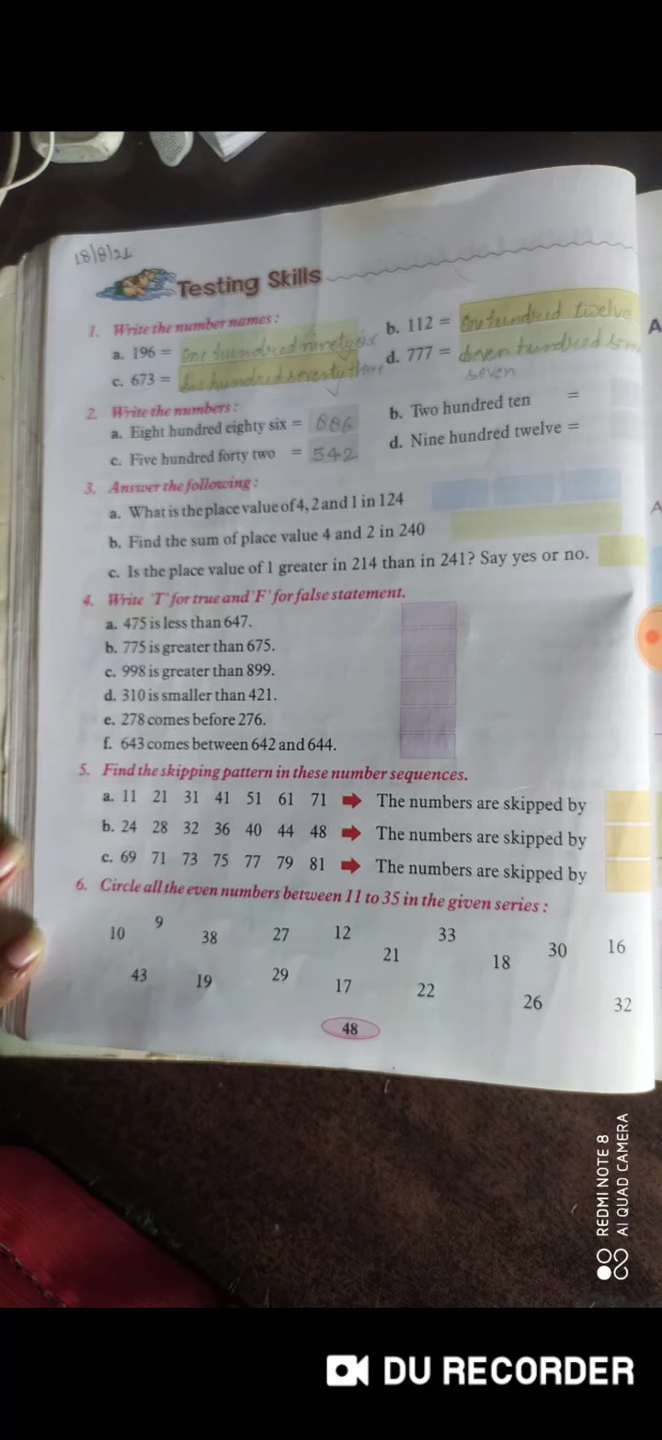 18/8/21
Testing Skills
1. Write the number names :
a. 196 = One hundred ninetysix
b. 112 = One hundred twelve
c. 673 = Six hundred seventythree
d. 777 = seven hundred
seven
2. Write the numbers :
a. Eight hundred eighty six = 886
b. Two hundred ten =
c. Five hundred forty two = 542
d. Nine hundred twelve =
3. Answer the following :
a. What is the place value of 4, 2 and 1 in 124
b. Find the sum of place value 4 and 2 in 240
c. Is the place value of 1 greater in 214 than in 241? Say yes or no.
4. Write 'T' for true and 'F' for false statement.
a. 475 is less than 647.
b. 775 is greater than 675.
c. 998 is greater than 899.
d. 310 is smaller than 421.
e. 278 comes before 276.
f. 643 comes between 642 and 644.
5. Find the skipping pattern in these number sequences.
a. 11 21 31 41 51 61 71 ➡ The numbers are skipped by
b. 24 28 32 36 40 44 48 ➡ The numbers are skipped by
c. 69 71 73 75 77 79 81 ➡ The numbers are skipped by
6. Circle all the even numbers between 11 to 35 in the given series :
10 9 38 27 12 21 33 18 30 16
43 19 29 17 22 26 32
48
A
A
REDMI NOTE 8
AI QUAD CAMERA
DU RECORDER